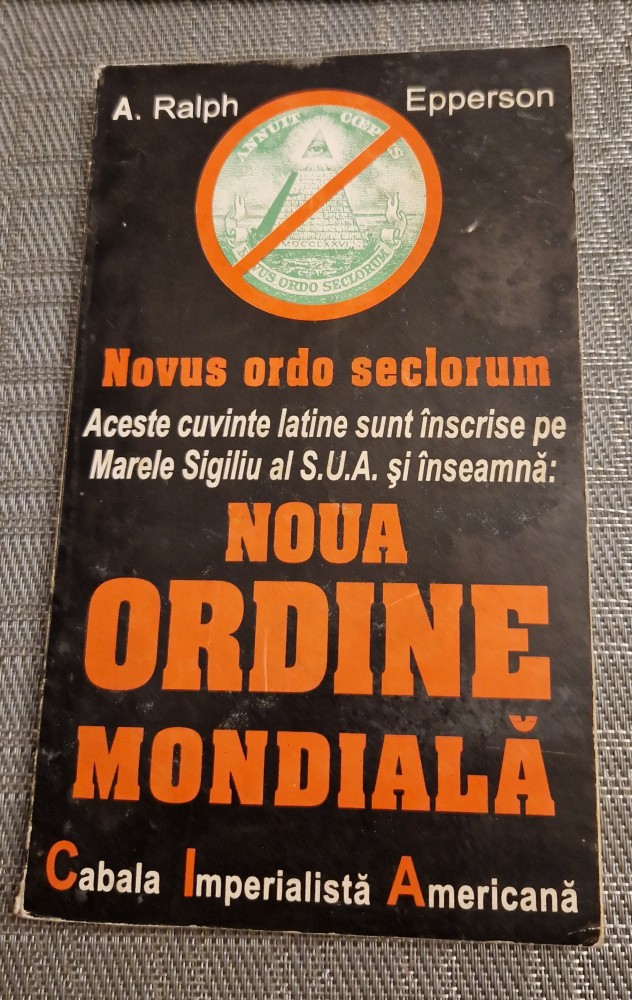 A. Ralph Epperson
ANNUIT CŒPTIS
MDCCLXXVI
NOVUS ORDO SECLORUM
Novus ordo seclorum
Aceste cuvinte latine sunt înscrise pe
Marele Sigiliu al S.U.A. şi înseamnă:
NOUA
ORDINE
MONDIALĂ
Cabala Imperialistă Americană